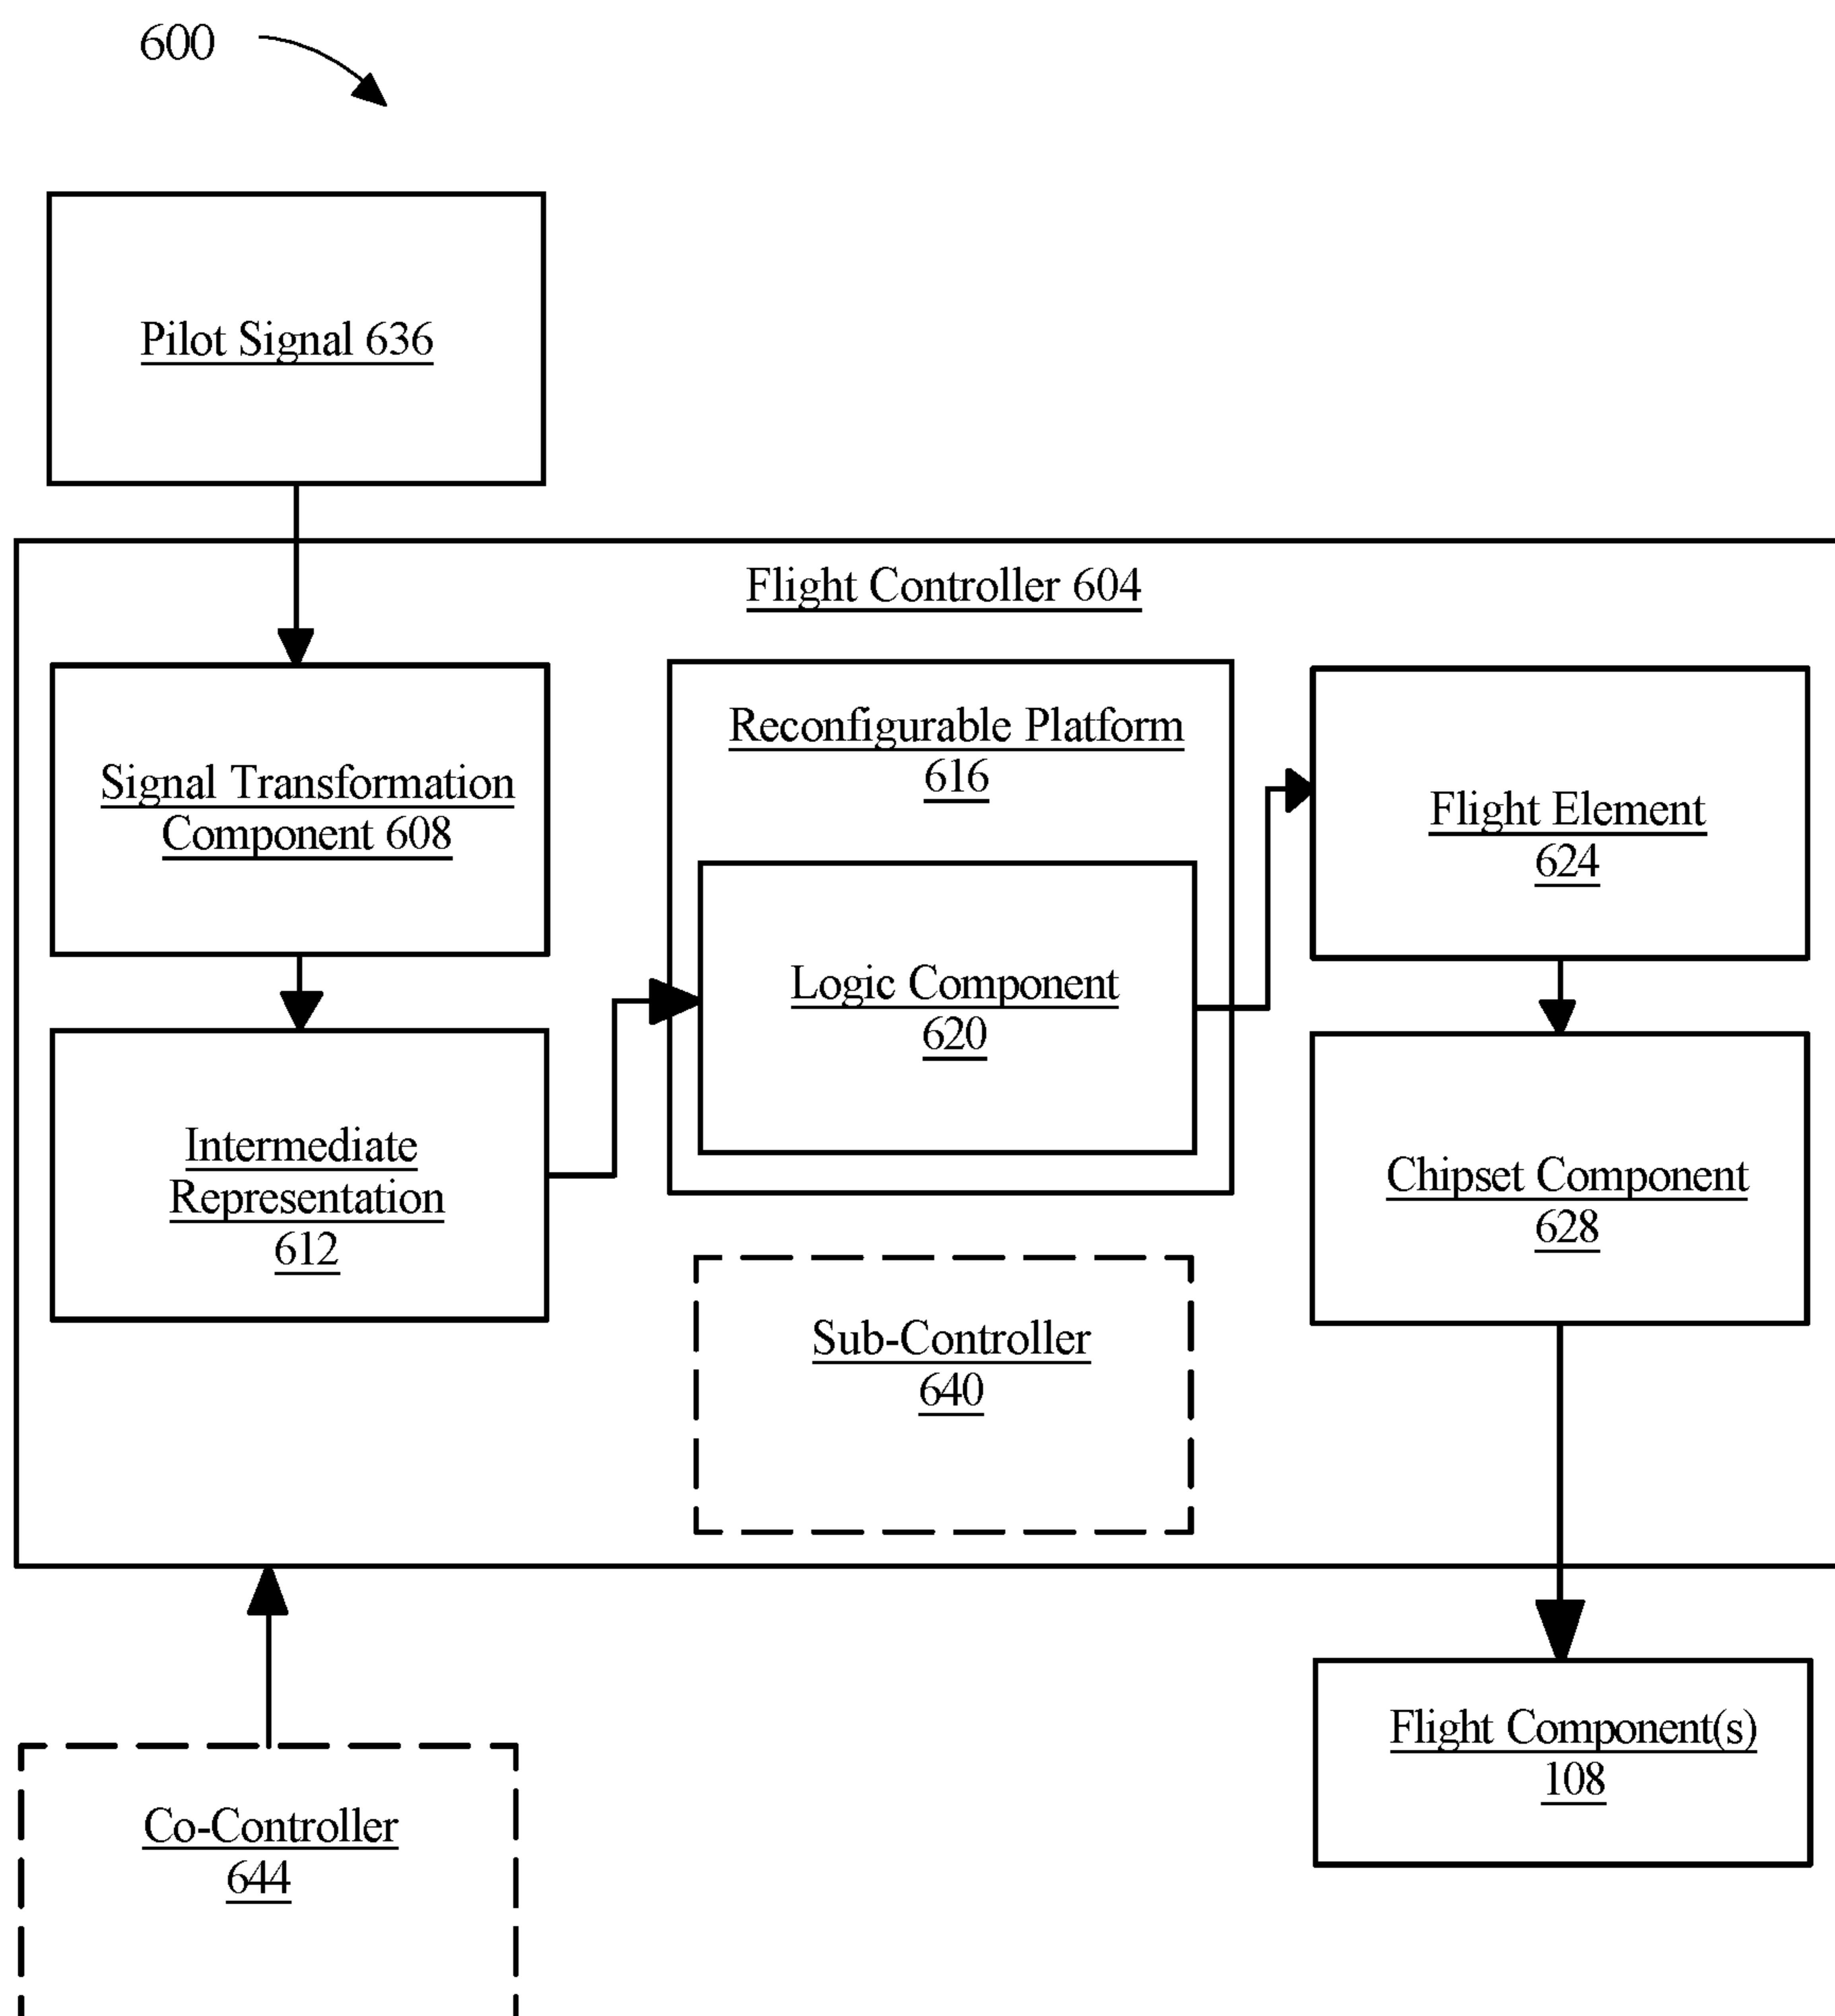 600
Pilot Signal 636
Flight Controller 604
Signal Transformation
Component 608
Intermediate
Representation
612
Reconfigurable Platform
616
Logic Component
620
Sub-Controller
640
Flight Element
624
Chipset Component
628
Co-Controller
644
Flight Component(s)
108